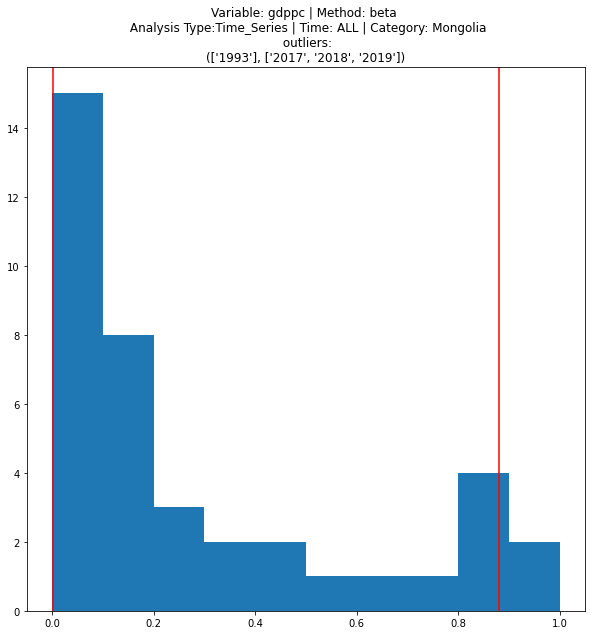 Variable: gdppc | Method: beta
Analysis Type:Time_Series | Time: ALL | Category: Mongolia
outliers:
(['1993'], ['2017', '2018', '2019'])
14
12
10
8
6
4
2
0
0.0 0.2 0.4 0.6 0.8 1.0